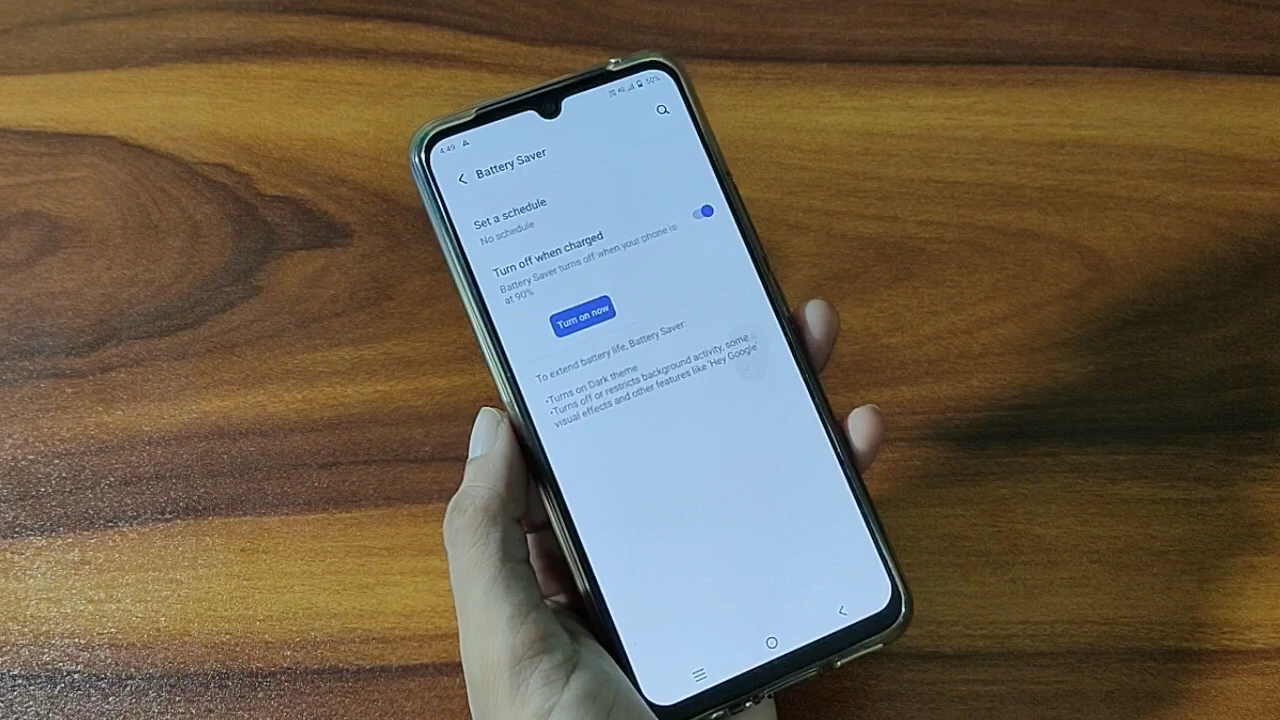 4:49
4G 50%
Battery Saver
Set a schedule
No schedule
Turn off when charged
Battery Saver turns off when your phone is
at 90%
Turn on now
To extend battery life, Battery Saver:
•Turns on Dark theme
•Turns off or restricts background activity, some
visual effects and other features like 'Hey Google'